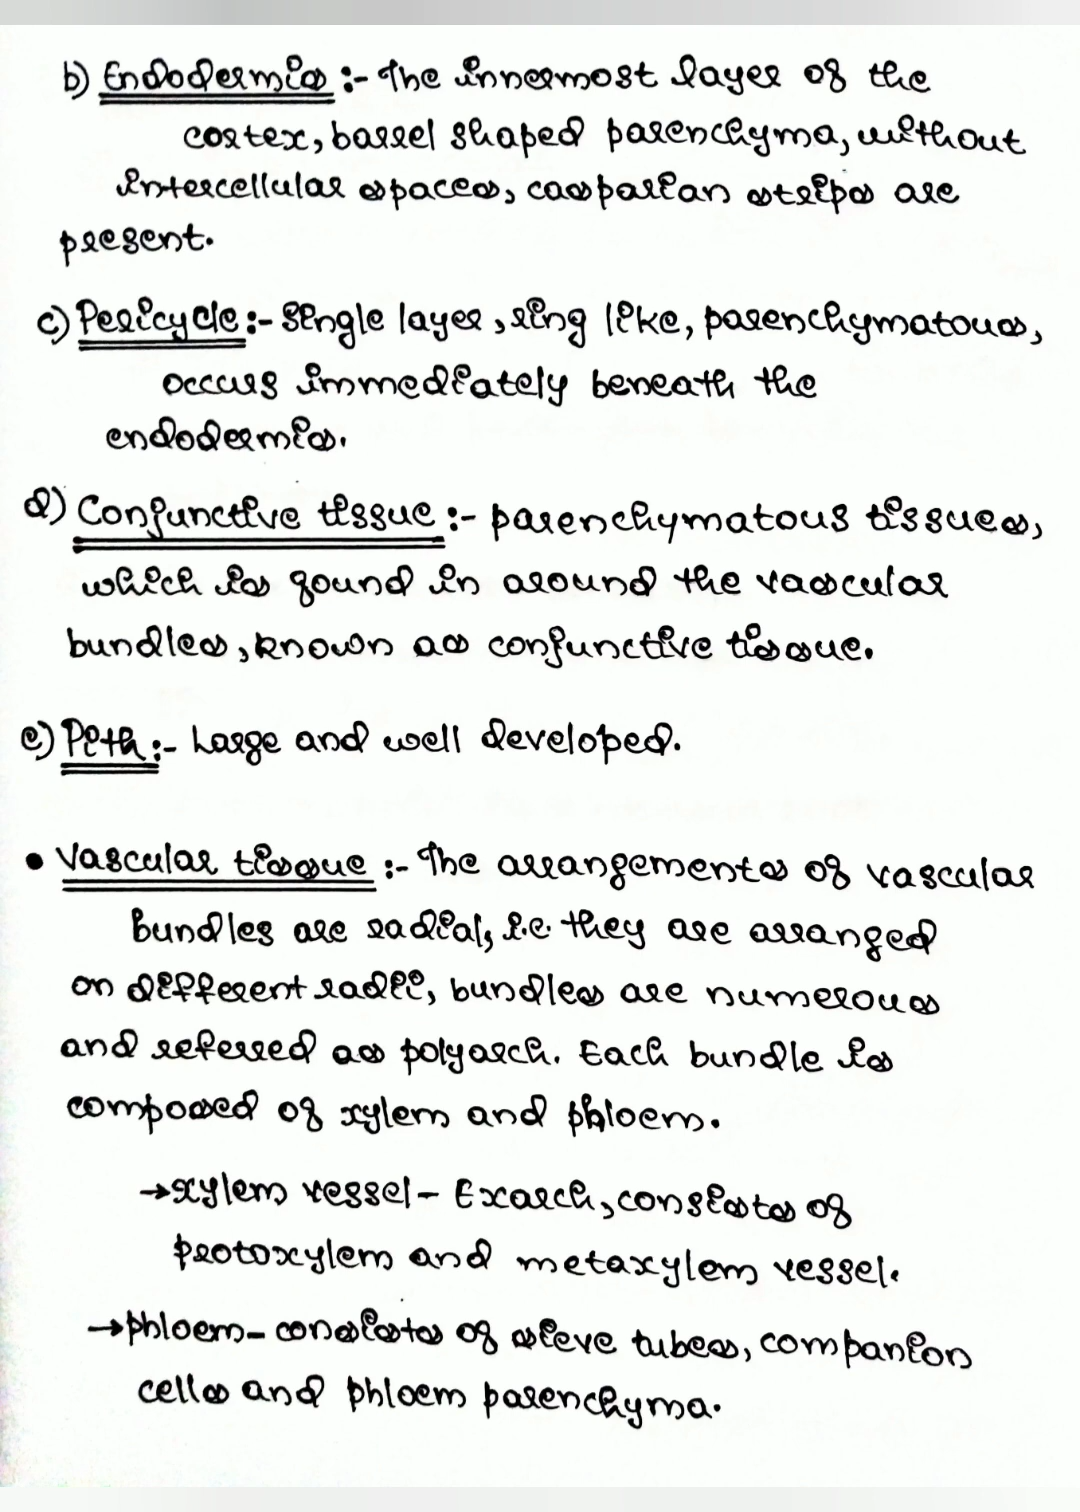 b) Endodermis :- The innermost layer of the
cortex, barrel shaped parenchyma, without
intercellular spaces, casparian strips are
present.
c) Pericycle :- Single layer, ring like, parenchymatous,
occurs immediately beneath the
endodermis.
d) Conjunctive tissue :- parenchymatous tissues,
which is found in around the vascular
bundles, known as conjunctive tissue.
e) Pith :- Large and well developed.
• Vascular tissue :- The arrangements of vascular
bundles are radial, i.e. they are arranged
on different radii, bundles are numerous
and referred as polyarch. Each bundle is
composed of xylem and phloem.
→ xylem vessel - Exarch, consists of
protoxylem and metaxylem vessel.
→ phloem - consists of sieve tubes, companion
cells and phloem parenchyma.